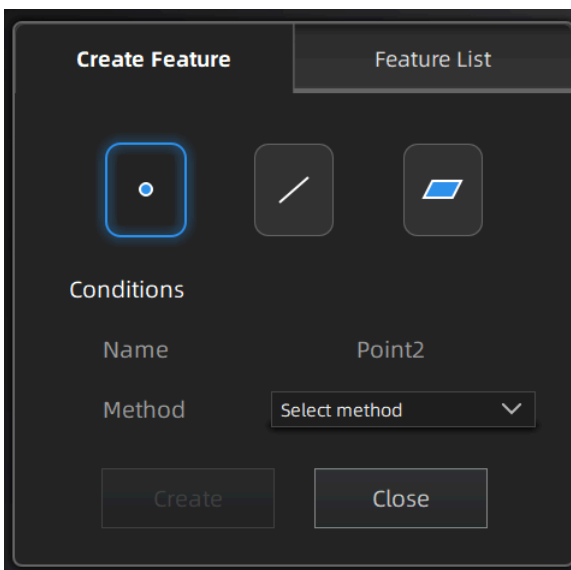 Create Feature
Feature List
Conditions
Name
Point2
Method
Select method
Create
Close